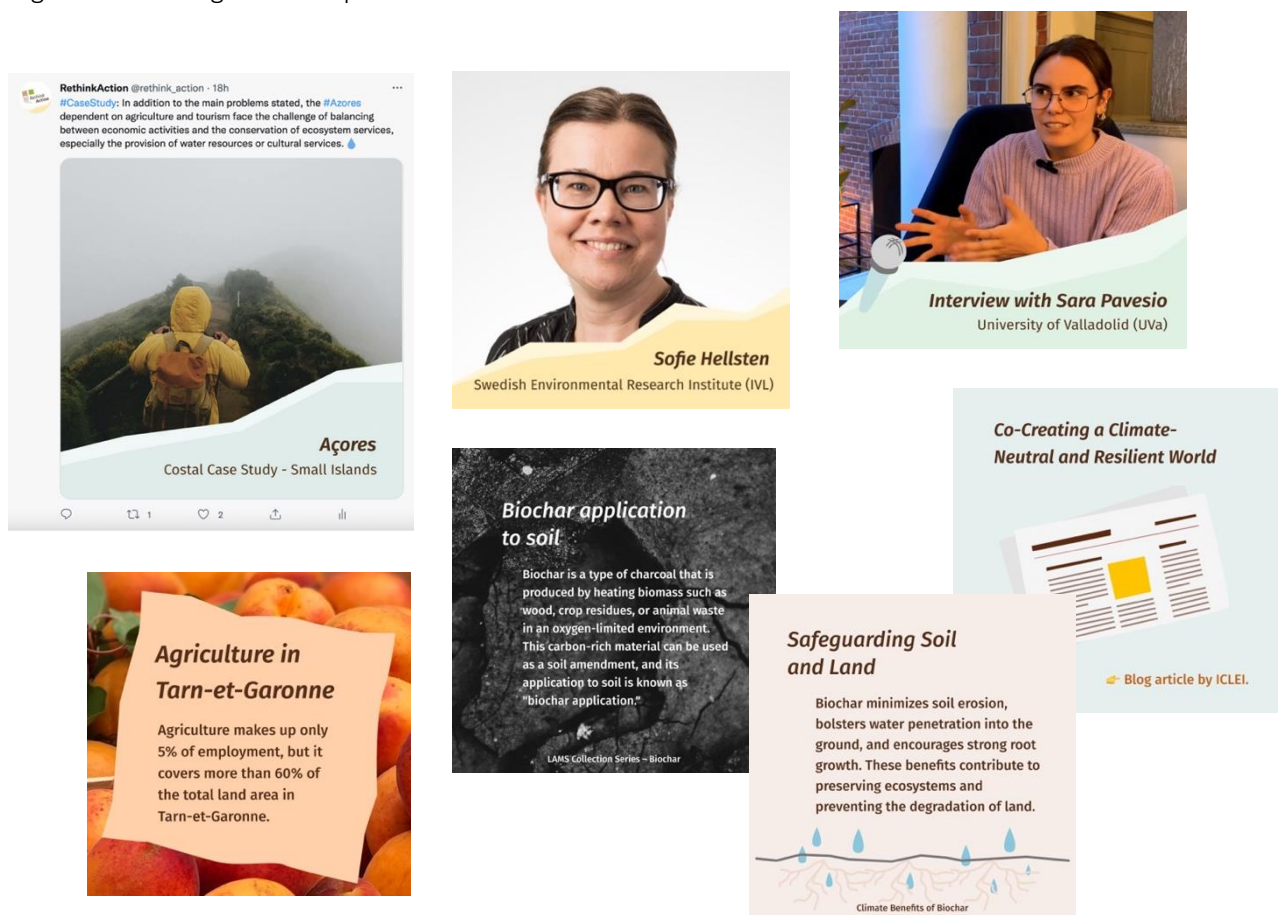 RethinkAction @rethink_action · 18h
#CaseStudy: In addition to the main problems stated, the #Azores
dependent on agriculture and tourism face the challenge of balancing
between economic activities and the conservation of ecosystem services,
especially the provision of water resources or cultural services. 💧
Açores
Costal Case Study - Small Islands
1
2
Sofie Hellsten
Swedish Environmental Research Institute (IVL)
Interview with Sara Pavesio
University of Valladolid (UVa)
Co-Creating a Climate-
Neutral and Resilient World
👉 Blog article by ICLEI.
Biochar application
to soil
Biochar is a type of charcoal that is
produced by heating biomass such as
wood, crop residues, or animal waste
in an oxygen-limited environment.
This carbon-rich material can be used
as a soil amendment, and its
application to soil is known as
"biochar application."
LAMS Collection Series – Biochar
Agriculture in
Tarn-et-Garonne
Agriculture makes up only
5% of employment, but it
covers more than 60% of
the total land area in
Tarn-et-Garonne.
Safeguarding Soil
and Land
Biochar minimizes soil erosion,
bolsters water penetration into the
ground, and encourages strong root
growth. These benefits contribute to
preserving ecosystems and
preventing the degradation of land.
Climate Benefits of Biochar